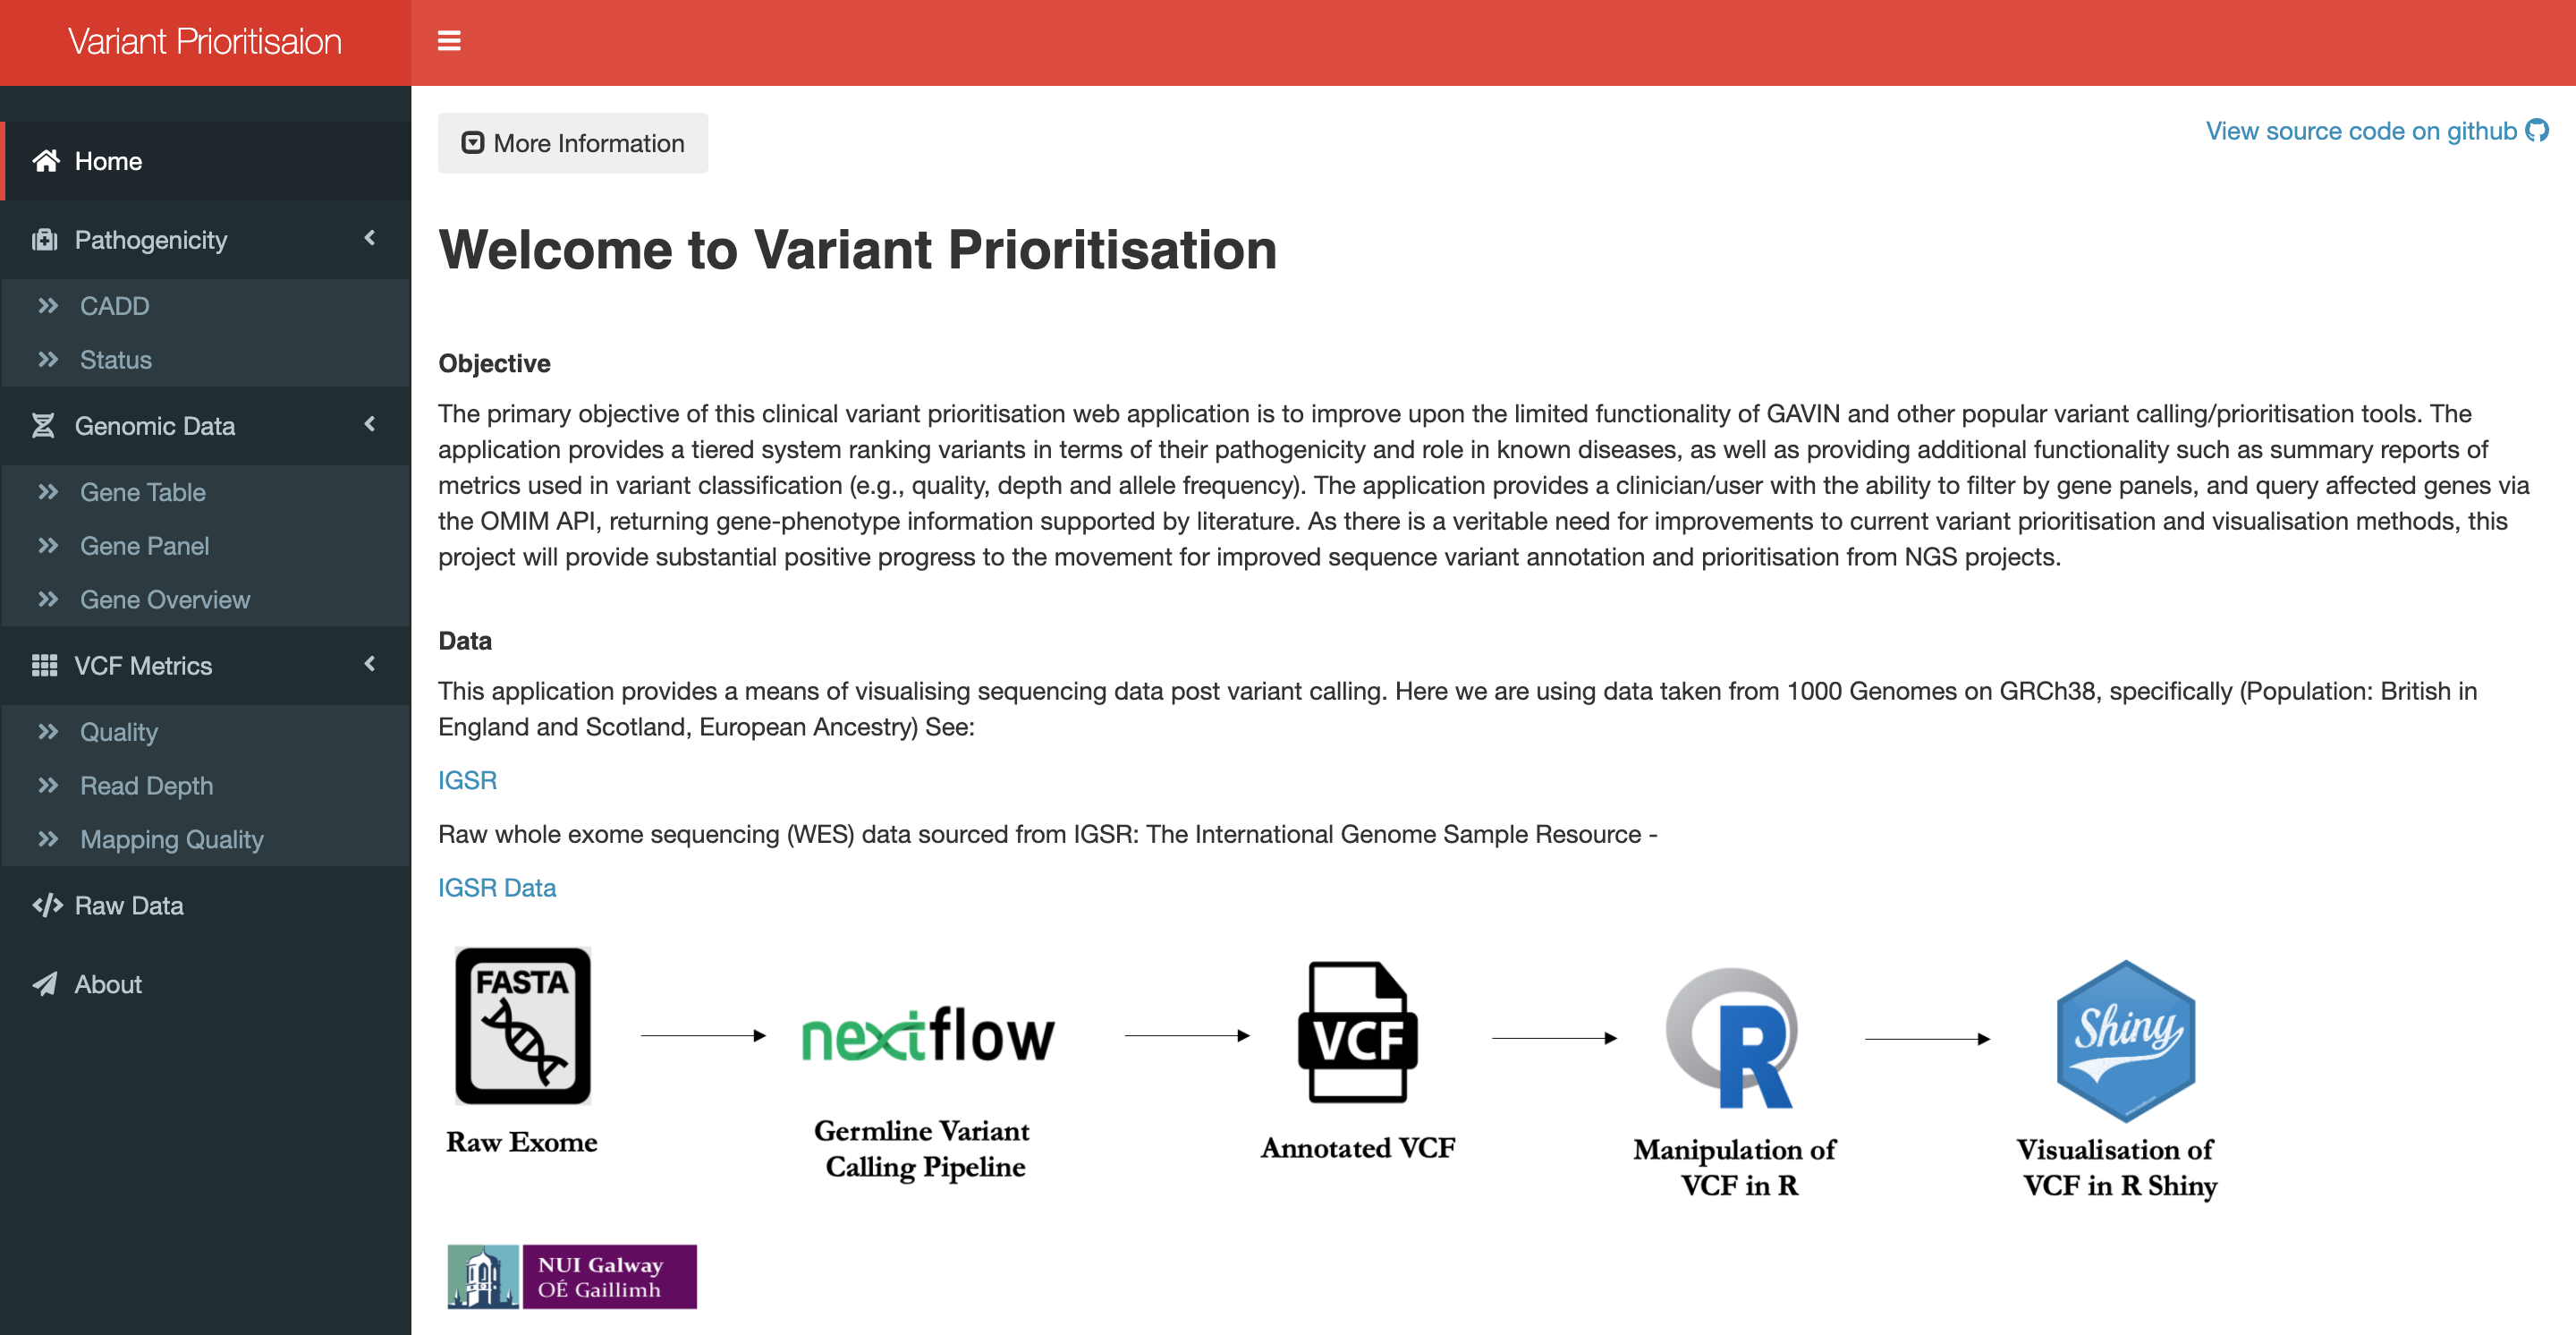 Variant Prioritisaion
Home
Pathogenicity
CADD
Status
Genomic Data
Gene Table
Gene Panel
Gene Overview
VCF Metrics
Quality
Read Depth
Mapping Quality
Raw Data
About
More Information
View source code on github
Welcome to Variant Prioritisation
Objective
The primary objective of this clinical variant prioritisation web application is to improve upon the limited functionality of GAVIN and other popular variant calling/prioritisation tools. The
application provides a tiered system ranking variants in terms of their pathogenicity and role in known diseases, as well as providing additional functionality such as summary reports of
metrics used in variant classification (e.g., quality, depth and allele frequency). The application provides a clinician/user with the ability to filter by gene panels, and query affected genes via
the OMIM API, returning gene-phenotype information supported by literature. As there is a veritable need for improvements to current variant prioritisation and visualisation methods, this
project will provide substantial positive progress to the movement for improved sequence variant annotation and prioritisation from NGS projects.
Data
This application provides a means of visualising sequencing data post variant calling. Here we are using data taken from 1000 Genomes on GRCh38, specifically (Population: British in
England and Scotland, European Ancestry) See:
IGSR
Raw whole exome sequencing (WES) data sourced from IGSR: The International Genome Sample Resource -
IGSR Data
FASTA
Raw Exome
nextflow
Germline Variant
Calling Pipeline
VCF
Annotated VCF
R
Manipulation of
VCF in R
Shiny
Visualisation of
VCF in R Shiny
NUI Galway
OÉ Gaillimh